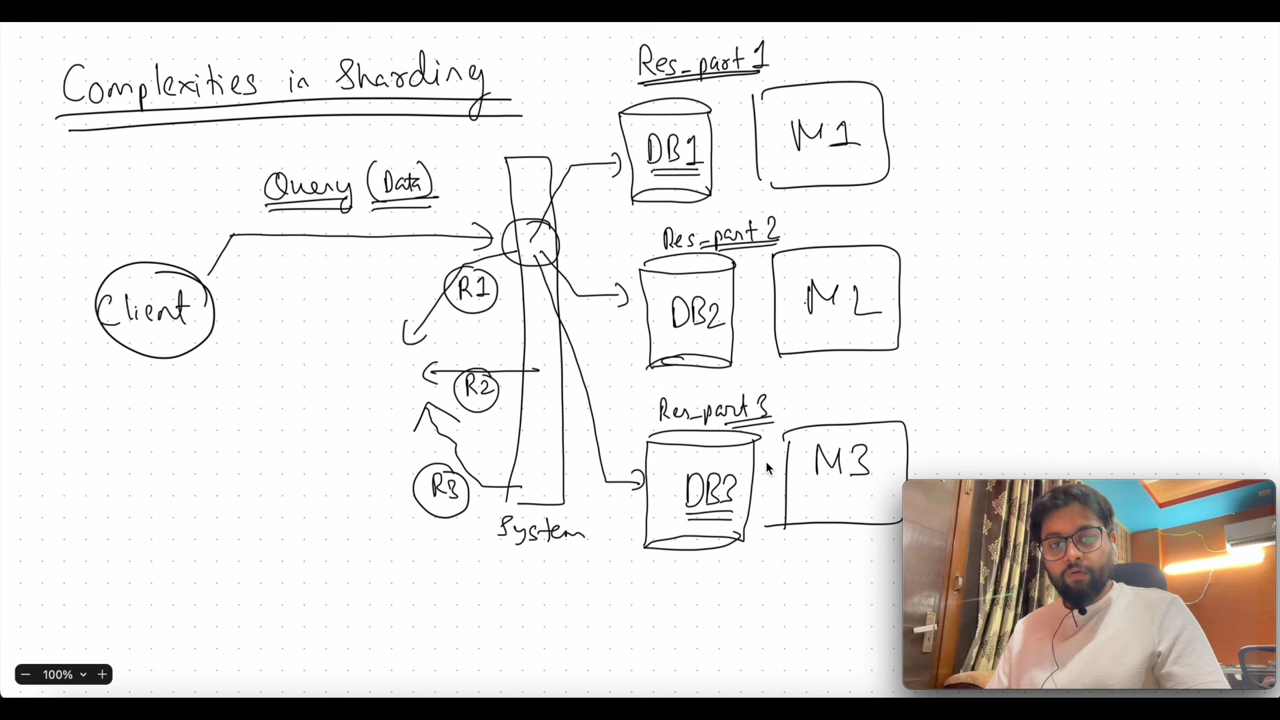 Complexities in Sharding
Res_part 1
DB1
M1
Query (Data)
Client
Res_part 2
R1
DB2
M2
R2
Res_part 3
R3
DB3
M3
System
100%